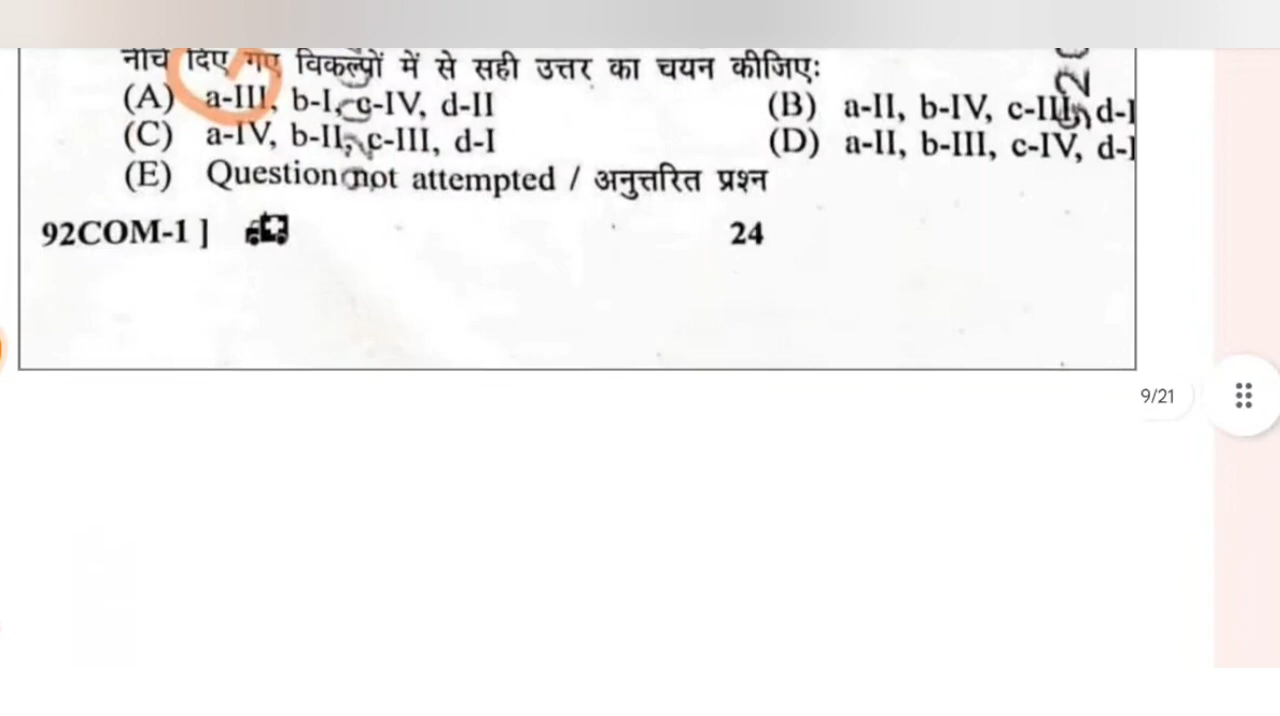 नीचे दिए गए विकल्पों में से सही उत्तर का चयन कीजिए:
(A) a-III, b-I, c-IV, d-II
(B) a-II, b-IV, c-III, d-I
(C) a-IV, b-II, c-III, d-I
(D) a-II, b-III, c-IV, d-I
(E) Question not attempted / अनुत्तरित प्रश्न
92COM-1 ]
24
9/21